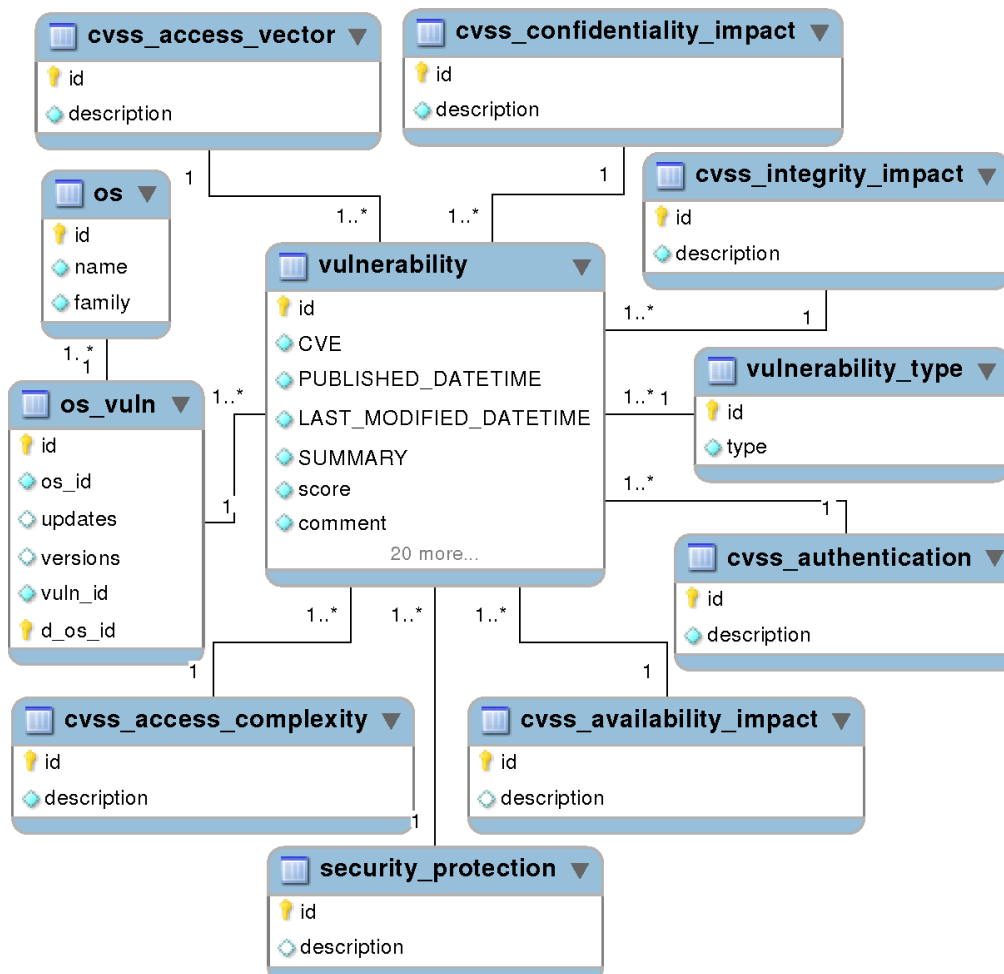 cvss_access_vector
id
description
1
1..*
cvss_confidentiality_impact
id
description
1
1..*
cvss_integrity_impact
id
description
1..*
1
os
id
name
family
1..*
1
vulnerability
id
CVE
PUBLISHED_DATETIME
LAST_MODIFIED_DATETIME
SUMMARY
score
comment
20 more...
vulnerability_type
id
type
1..*
1
os_vuln
id
os_id
updates
versions
vuln_id
d_os_id
1..*
1
1..*
1
cvss_authentication
id
description
1..*
1
cvss_access_complexity
id
description
1..*
1
1..*
1
cvss_availability_impact
id
description
security_protection
id
description